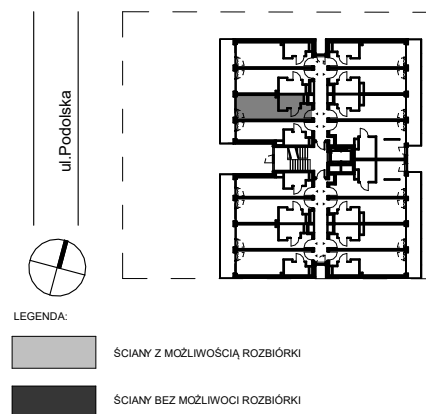 ul.Podolska
LEGENDA:
ŚCIANY Z MOŻLIWOŚCIĄ ROZBIÓRKI
ŚCIANY BEZ MOŻLIWOCI ROZBIÓRKI